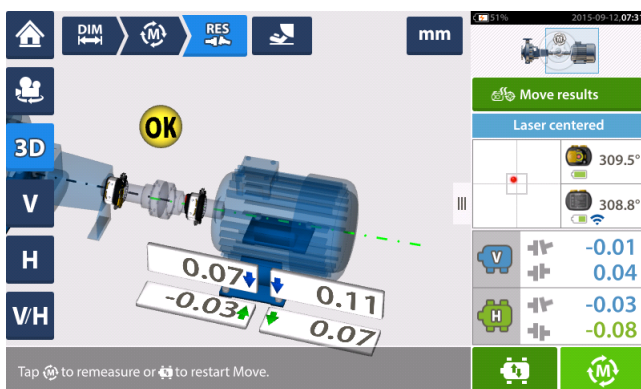 DIM
M
RES
mm
51%
2015-09-12,07:31
M
OK
Move results
3D
Laser centered
309.5°
308.8°
V
H
V/H
0.07
0.11
-0.03
0.07
V
-0.01
0.04
H
-0.03
-0.08
Tap M to remeasure or to restart Move.
M